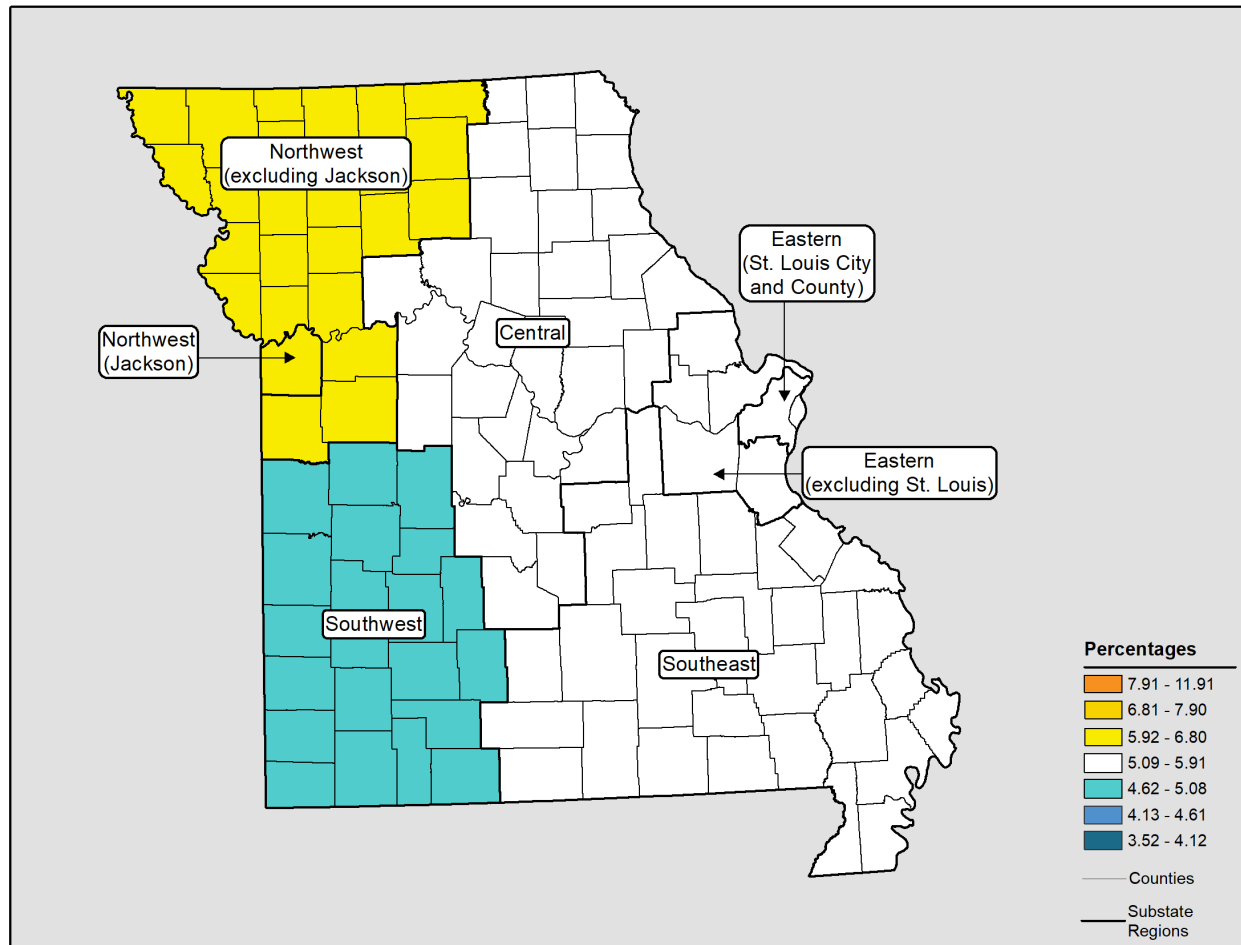 Northwest
(excluding Jackson)
Eastern
(St. Louis City
and County)
Northwest
(Jackson)
Central
Eastern
(excluding St. Louis)
Southwest
Southeast
Percentages
7.91 - 11.91
6.81 - 7.90
5.92 - 6.80
5.09 - 5.91
4.62 - 5.08
4.13 - 4.61
3.52 - 4.12
Counties
Substate
Regions